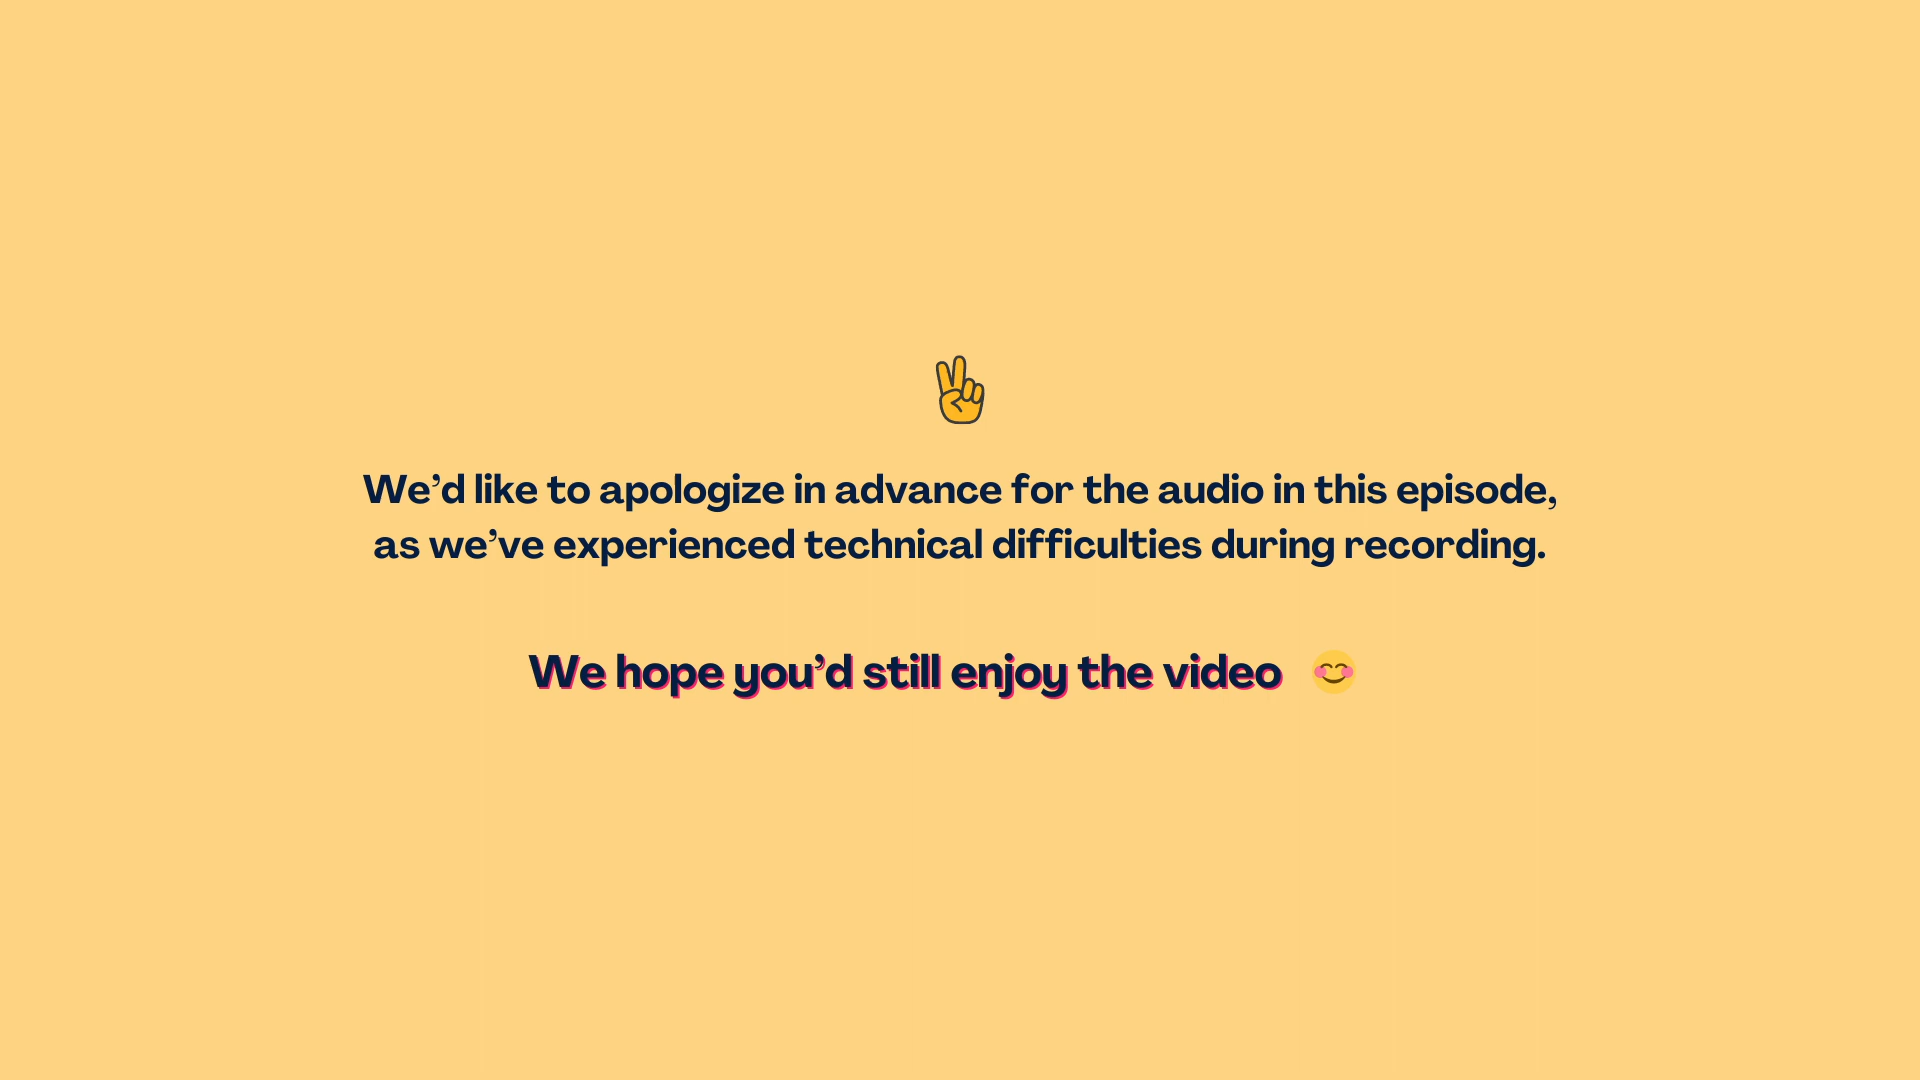 We’d like to apologize in advance for the audio in this episode,
as we’ve experienced technical difficulties during recording.
We hope you’d still enjoy the video